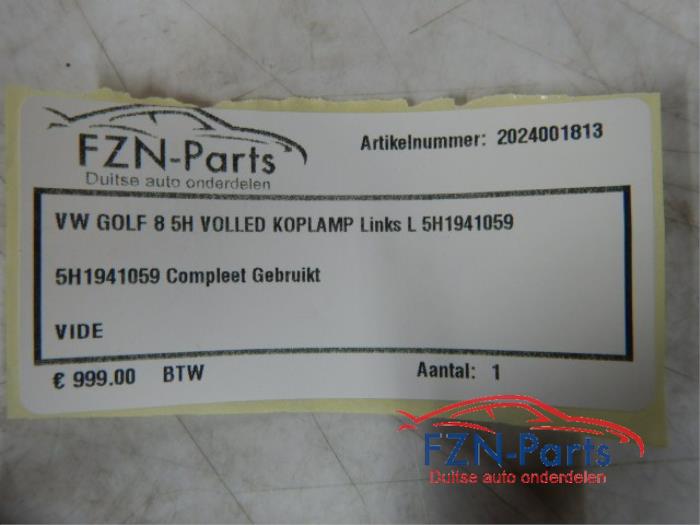 FZN-Parts
Duitse auto onderdelen
Artikelnummer: 2024001813
VW GOLF 8 5H VOLLED KOPLAMP Links L 5H1941059
5H1941059 Compleet Gebruikt
VIDE
€ 999.00 BTW Aantal: 1
FZN-Parts
Duitse auto onderdelen